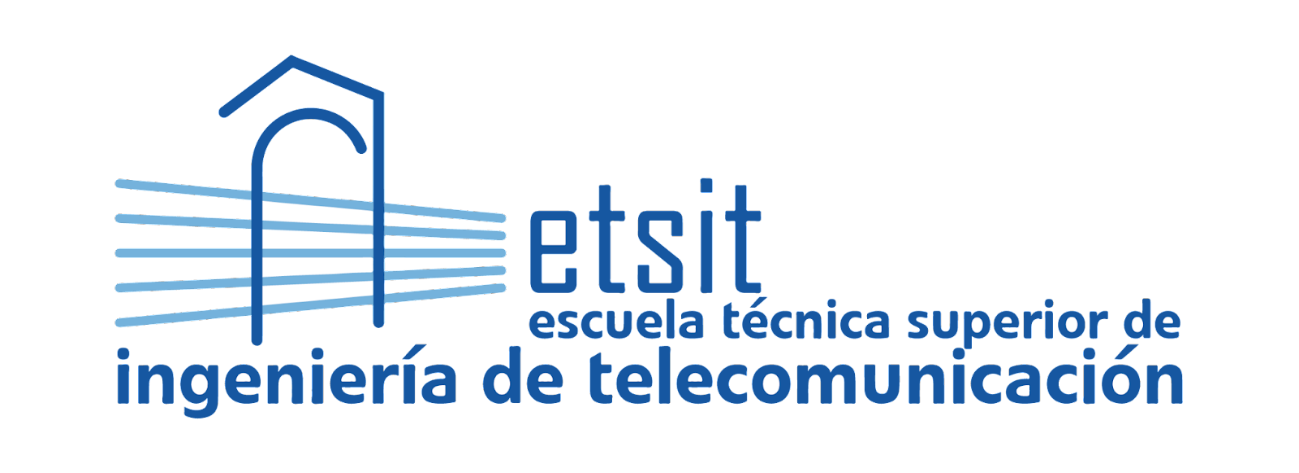 etsit
escuela técnica superior de
ingeniería de telecomunicación